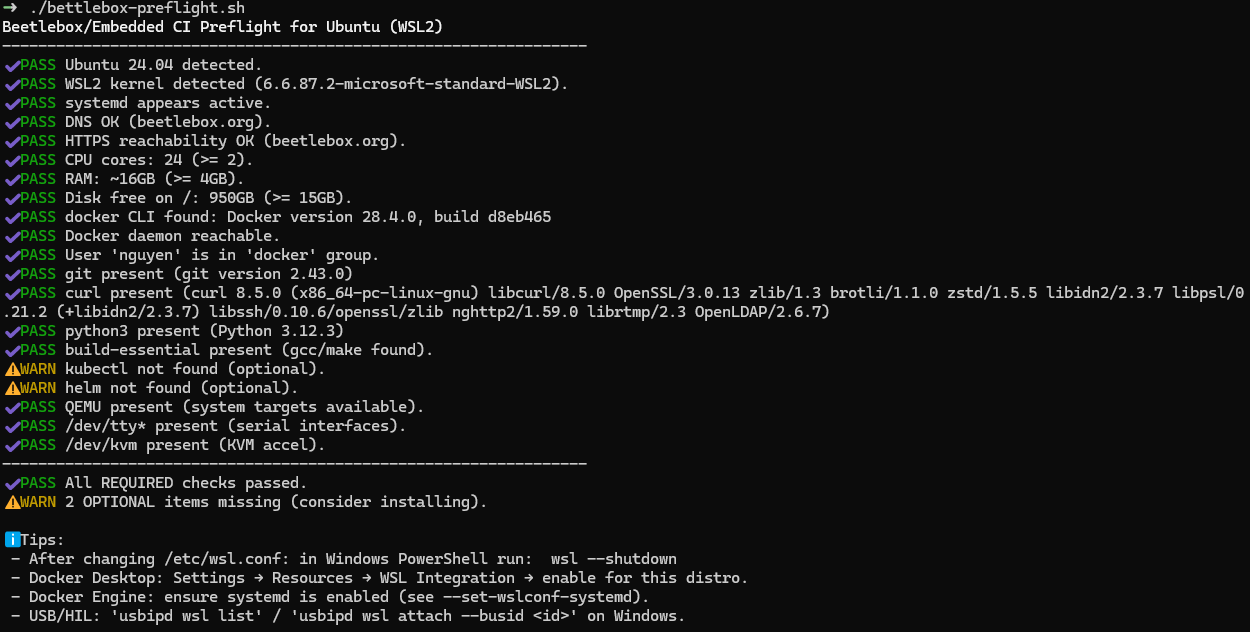 → ./bettlebox-preflight.sh
Beetlebox/Embedded CI Preflight for Ubuntu (WSL2)
-----------------------------------------------------------------
✔PASS Ubuntu 24.04 detected.
✔PASS WSL2 kernel detected (6.6.87.2-microsoft-standard-WSL2).
✔PASS systemd appears active.
✔PASS DNS OK (beetlebox.org).
✔PASS HTTPS reachability OK (beetlebox.org).
✔PASS CPU cores: 24 (>= 2).
✔PASS RAM: ~16GB (>= 4GB).
✔PASS Disk free on /: 950GB (>= 15GB).
✔PASS docker CLI found: Docker version 28.4.0, build d8eb465
✔PASS Docker daemon reachable.
✔PASS User 'nguyen' is in 'docker' group.
✔PASS git present (git version 2.43.0)
✔PASS curl present (curl 8.5.0 (x86_64-pc-linux-gnu) libcurl/8.5.0 OpenSSL/3.0.13 zlib/1.3 brotli/1.1.0 zstd/1.5.5 libidn2/2.3.7 libpsl/0
.21.2 (+libidn2/2.3.7) libssh/0.10.6/openssl/zlib nghttp2/1.59.0 librtmp/2.3 OpenLDAP/2.6.7)
✔PASS python3 present (Python 3.12.3)
✔PASS build-essential present (gcc/make found).
⚠WARN kubectl not found (optional).
⚠WARN helm not found (optional).
✔PASS QEMU present (system targets available).
✔PASS /dev/tty* present (serial interfaces).
✔PASS /dev/kvm present (KVM accel).
-----------------------------------------------------------------
✔PASS All REQUIRED checks passed.
⚠WARN 2 OPTIONAL items missing (consider installing).
ℹTips:
- After changing /etc/wsl.conf: in Windows PowerShell run:  wsl --shutdown
- Docker Desktop: Settings → Resources → WSL Integration → enable for this distro.
- Docker Engine: ensure systemd is enabled (see --set-wslconf-systemd).
- USB/HIL: 'usbipd wsl list' / 'usbipd wsl attach --busid <id>' on Windows.